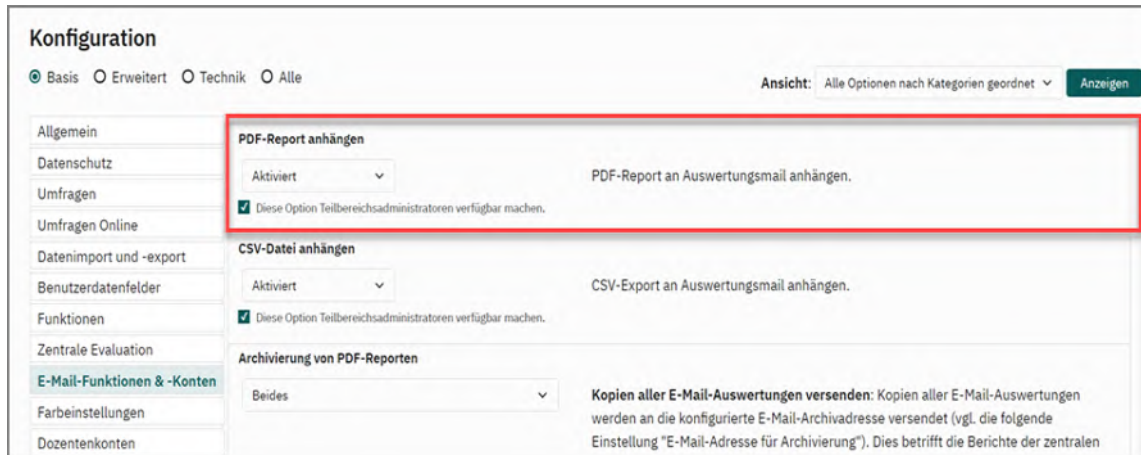 Konfiguration
Basis Erweitert Technik Alle
Ansicht: Alle Optionen nach Kategorien geordnet Anzeigen
Allgemein
Datenschutz
Umfragen
Umfragen Online
Datenimport und -export
Benutzerdatenfelder
Funktionen
Zentrale Evaluation
E-Mail-Funktionen & -Konten
Farbeinstellungen
Dozentenkonten
PDF-Report anhängen
Aktiviert
PDF-Report an Auswertungsmail anhängen.
Diese Option Teilbereichsadministratoren verfügbar machen.
CSV-Datei anhängen
Aktiviert
CSV-Export an Auswertungsmail anhängen.
Diese Option Teilbereichsadministratoren verfügbar machen.
Archivierung von PDF-Reporten
Beides
Kopien aller E-Mail-Auswertungen versenden: Kopien aller E-Mail-Auswertungen
werden an die konfigurierte E-Mail-Archivadresse versendet (vgl. die folgende
Einstellung "E-Mail-Adresse für Archivierung"). Dies betrifft die Berichte der zentralen